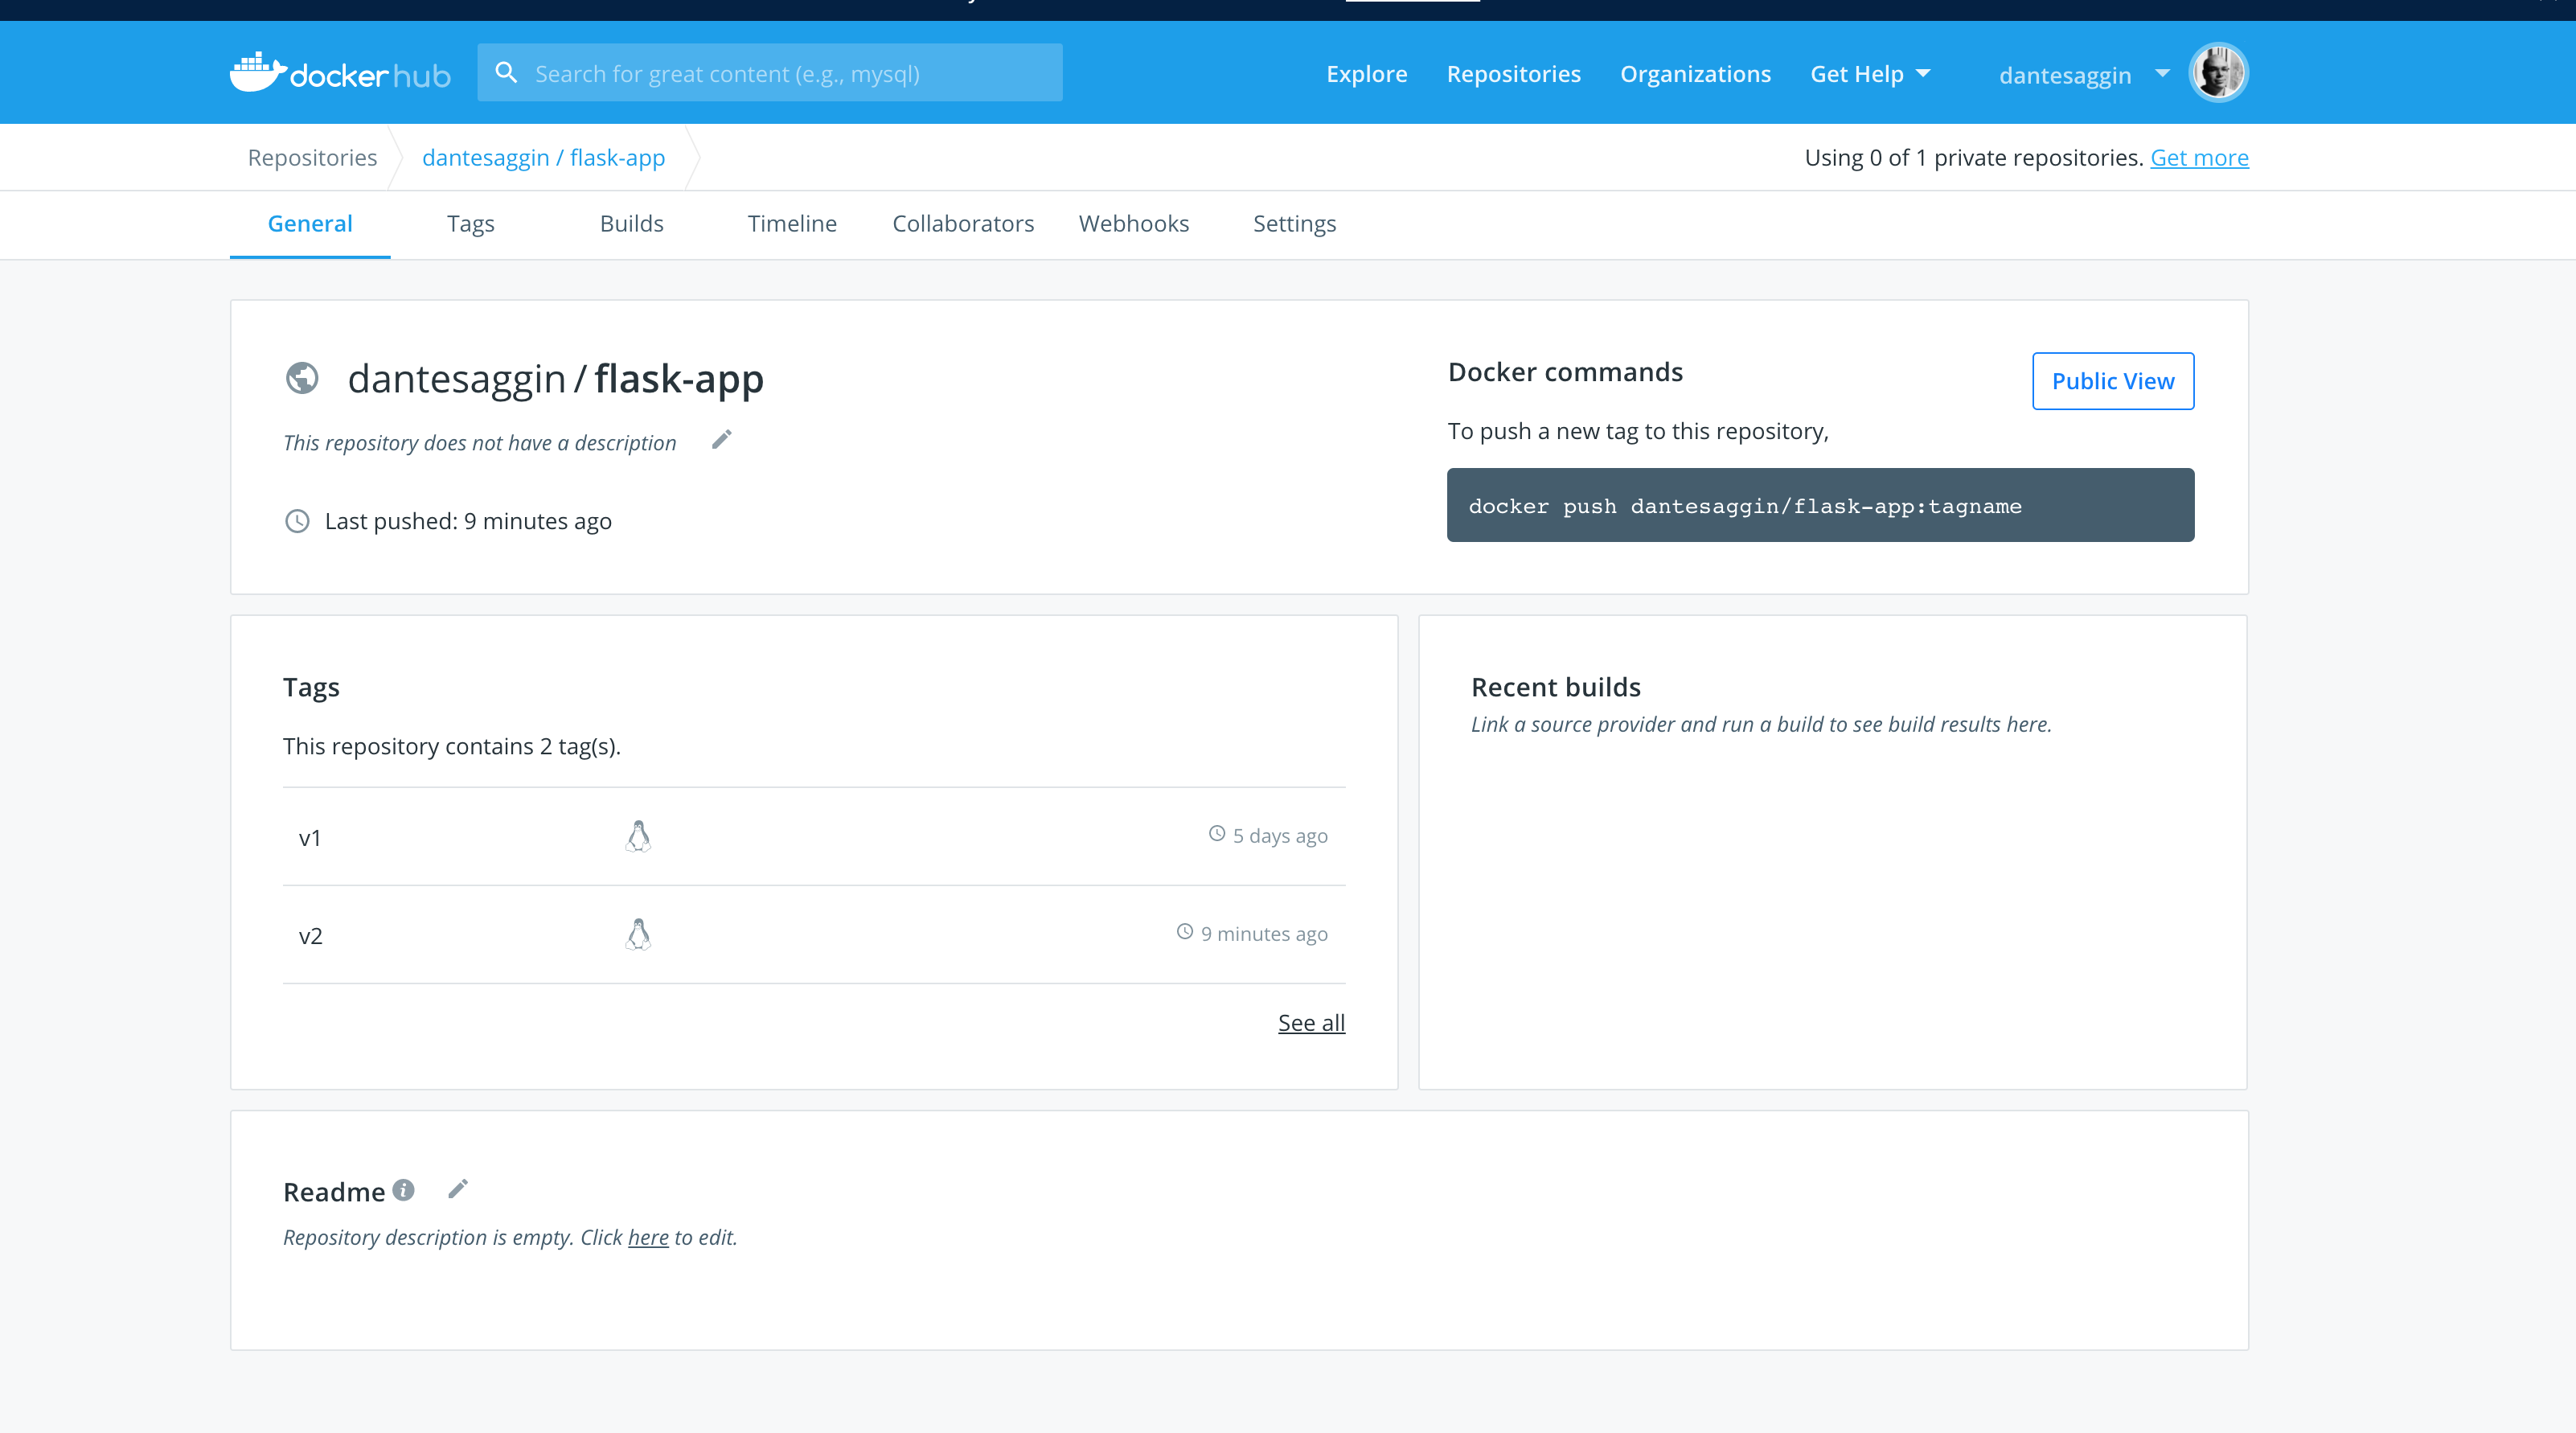 docker hub
Search for great content (e.g., mysql)
Explore
Repositories
Organizations
Get Help
dantesaggin
Repositories
dantesaggin / flask-app
Using 0 of 1 private repositories. Get more
General
Tags
Builds
Timeline
Collaborators
Webhooks
Settings
dantesaggin / flask-app
This repository does not have a description
Last pushed: 9 minutes ago
Docker commands
Public View
To push a new tag to this repository,
docker push dantesaggin/flask-app:tagname
Tags
This repository contains 2 tag(s).
v1
5 days ago
v2
9 minutes ago
See all
Recent builds
Link a source provider and run a build to see build results here.
Readme
Repository description is empty. Click here to edit.